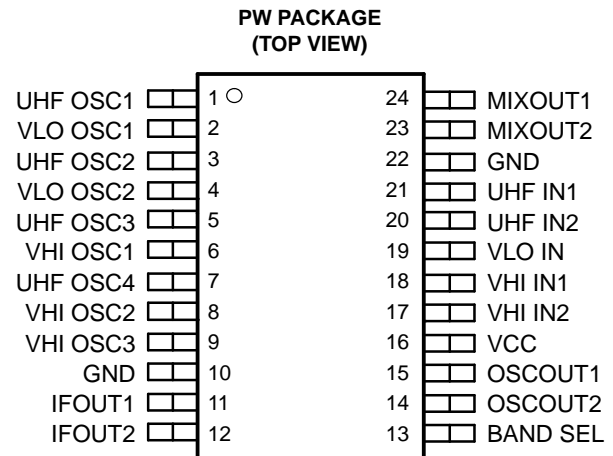 PW PACKAGE
(TOP VIEW)
UHF OSC1 1 24 MIXOUT1
VLO OSC1 2 23 MIXOUT2
UHF OSC2 3 22 GND
VLO OSC2 4 21 UHF IN1
UHF OSC3 5 20 UHF IN2
VHI OSC1 6 19 VLO IN
UHF OSC4 7 18 VHI IN1
VHI OSC2 8 17 VHI IN2
VHI OSC3 9 16 VCC
GND 10 15 OSCOUT1
IFOUT1 11 14 OSCOUT2
IFOUT2 12 13 BAND SEL